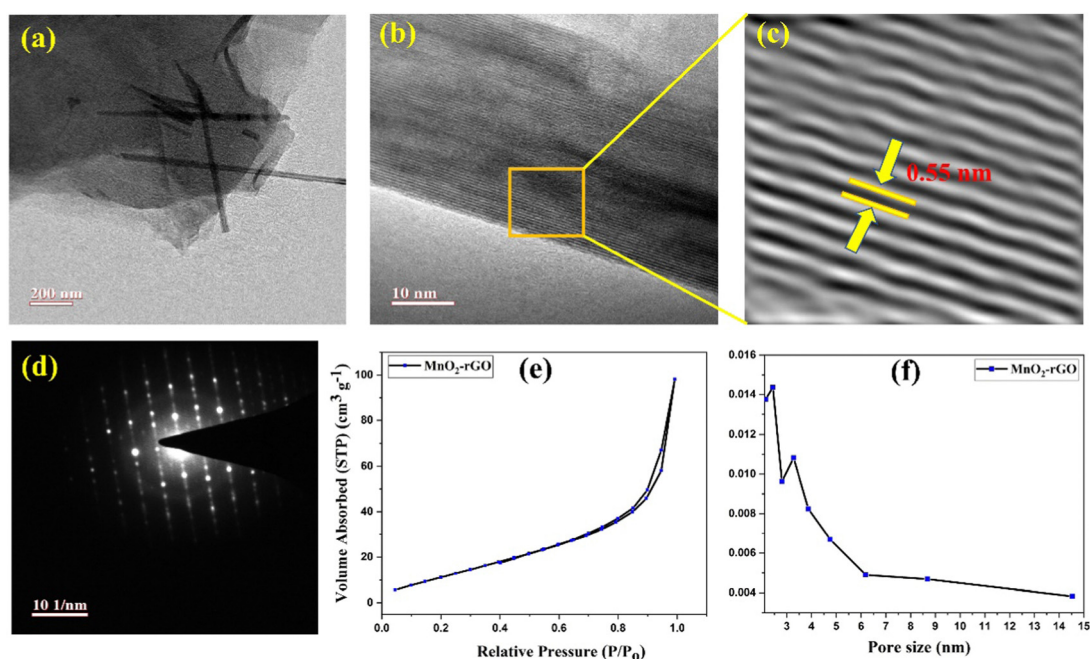 (a)
200 nm
(b)
10 nm
(c)
0.55 nm
(d)
10 1/nm
(e)
MnO₂-rGO
Volume Absorbed (STP) (cm³ g⁻¹)
100
80
60
40
20
0
0.0 0.2 0.4 0.6 0.8 1.0
Relative Pressure (P/P₀)
(f)
MnO₂-rGO
0.016
0.014
0.012
0.010
0.008
0.006
0.004
3 4 5 6 7 8 9 10 11 12 13 14 15
Pore size (nm)